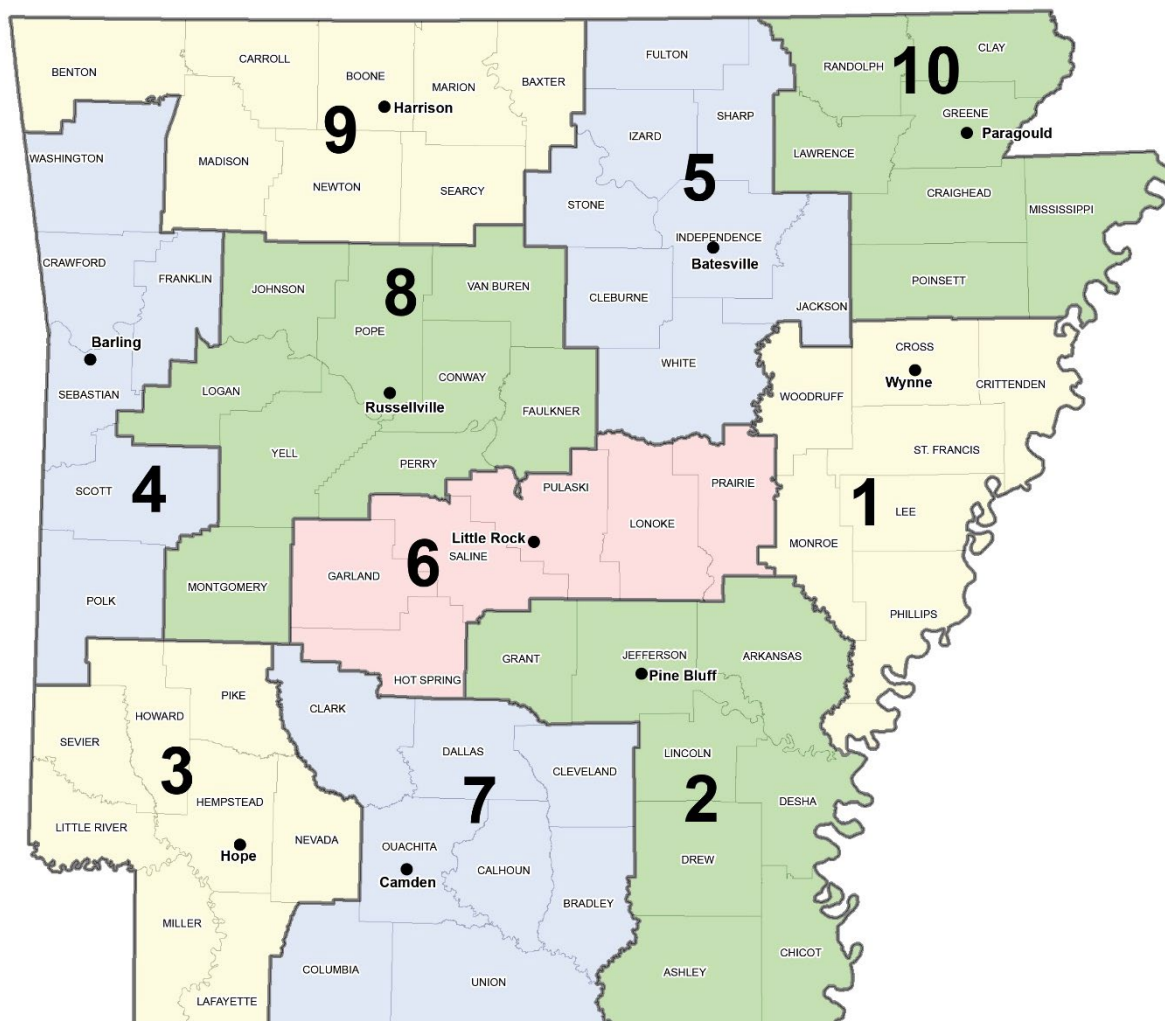 BENTON
CARROLL
BOONE
MARION
BAXTER
Harrison
9
MADISON
NEWTON
SEARCY
FULTON
SHARP
IZARD
5
STONE
INDEPENDENCE
Batesville
CLEBURNE
JACKSON
WHITE
10
RANDOLPH
CLAY
GREENE
Paragould
LAWRENCE
CRAIGHEAD
MISSISSIPPI
POINSETT
WASHINGTON
CRAWFORD
FRANKLIN
Barling
SEBASTIAN
SCOTT
4
POLK
8
JOHNSON
VAN BUREN
POPE
LOGAN
CONWAY
Russellville
FAULKNER
YELL
PERRY
MONTGOMERY
CROSS
Wynne
CRITTENDEN
WOODRUFF
ST. FRANCIS
1
LEE
MONROE
PHILLIPS
PULASKI
PRAIRIE
LONOKE
Little Rock
SALINE
6
GARLAND
HOT SPRING
GRANT
JEFFERSON
ARKANSAS
Pine Bluff
LINCOLN
2
DESHA
DREW
CHICOT
ASHLEY
PIKE
HOWARD
SEVIER
3
HEMPSTEAD
LITTLE RIVER
NEVADA
Hope
MILLER
LAFAYETTE
CLARK
DALLAS
CLEVELAND
7
OUACHITA
CALHOUN
Camden
BRADLEY
COLUMBIA
UNION